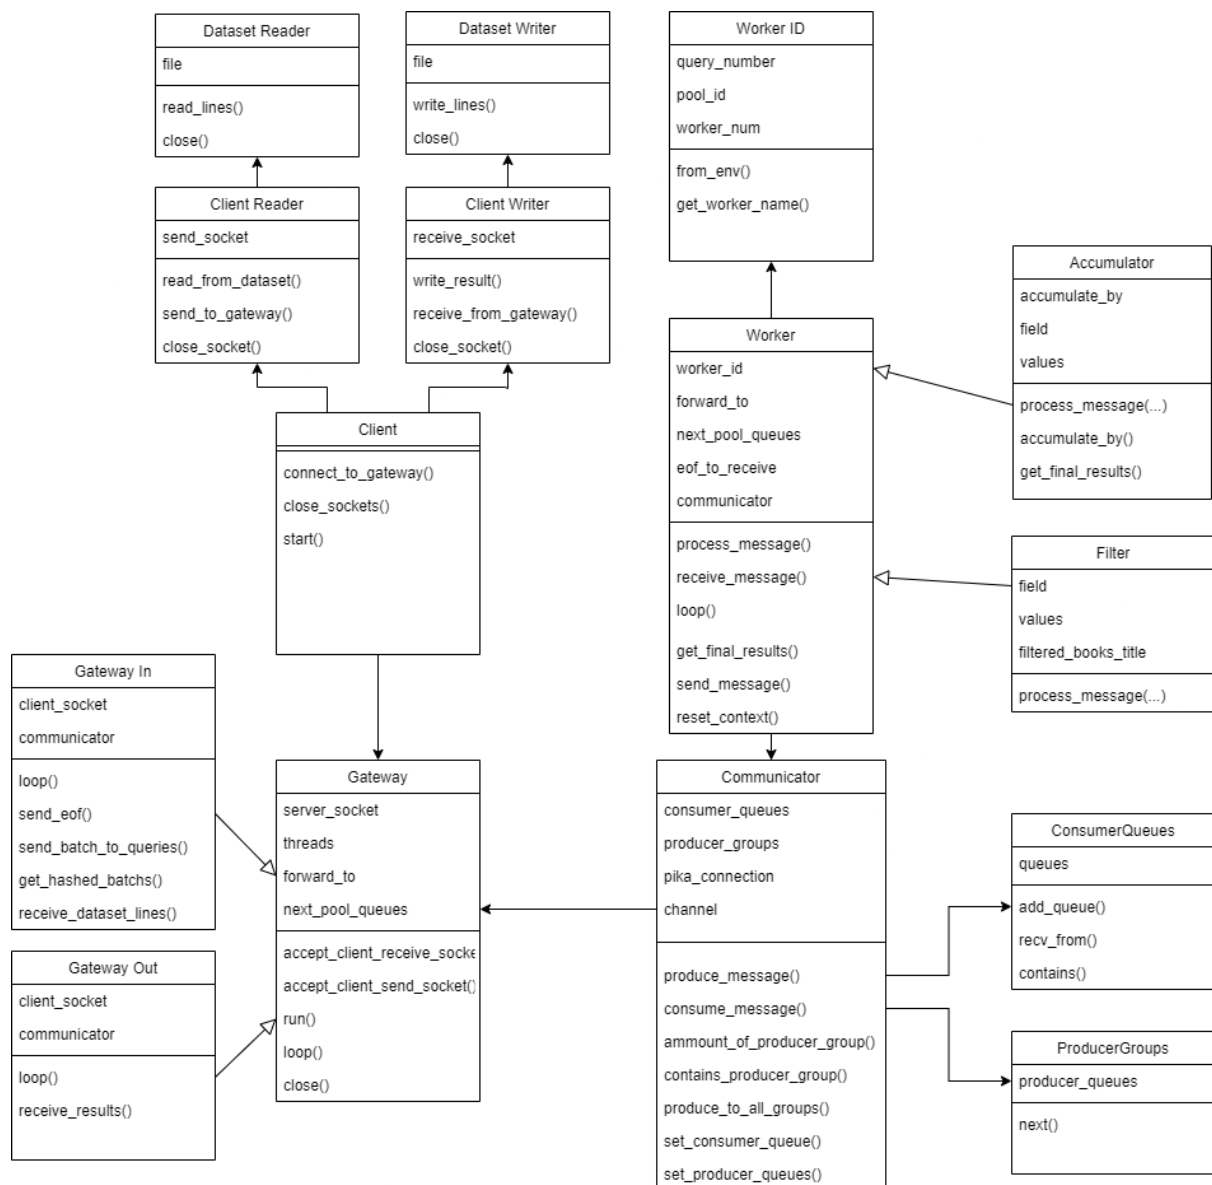 Dataset Reader
file
read_lines()
close()
Dataset Writer
file
write_lines()
close()
Worker ID
query_number
pool_id
worker_num
from_env()
get_worker_name()
Client Reader
send_socket
read_from_dataset()
send_to_gateway()
close_socket()
Client Writer
receive_socket
write_result()
receive_from_gateway()
close_socket()
Accumulator
accumulate_by
field
values
process_message(...)
accumulate_by()
get_final_results()
Worker
worker_id
forward_to
next_pool_queues
eof_to_receive
communicator
process_message()
receive_message()
loop()
get_final_results()
send_message()
reset_context()
Client
connect_to_gateway()
close_sockets()
start()
Filter
field
values
filtered_books_title
process_message(...)
Gateway In
client_socket
communicator
loop()
send_eof()
send_batch_to_queries()
get_hashed_batchs()
receive_dataset_lines()
Gateway
server_socket
threads
forward_to
next_pool_queues
accept_client_receive_socke
accept_client_send_socket()
run()
loop()
close()
Communicator
consumer_queues
producer_groups
pika_connection
channel
produce_message()
consume_message()
ammount_of_producer_group()
contains_producer_group()
produce_to_all_groups()
set_consumer_queue()
set_producer_queues()
ConsumerQueues
queues
add_queue()
recv_from()
contains()
Gateway Out
client_socket
communicator
loop()
receive_results()
ProducerGroups
producer_queues
next()